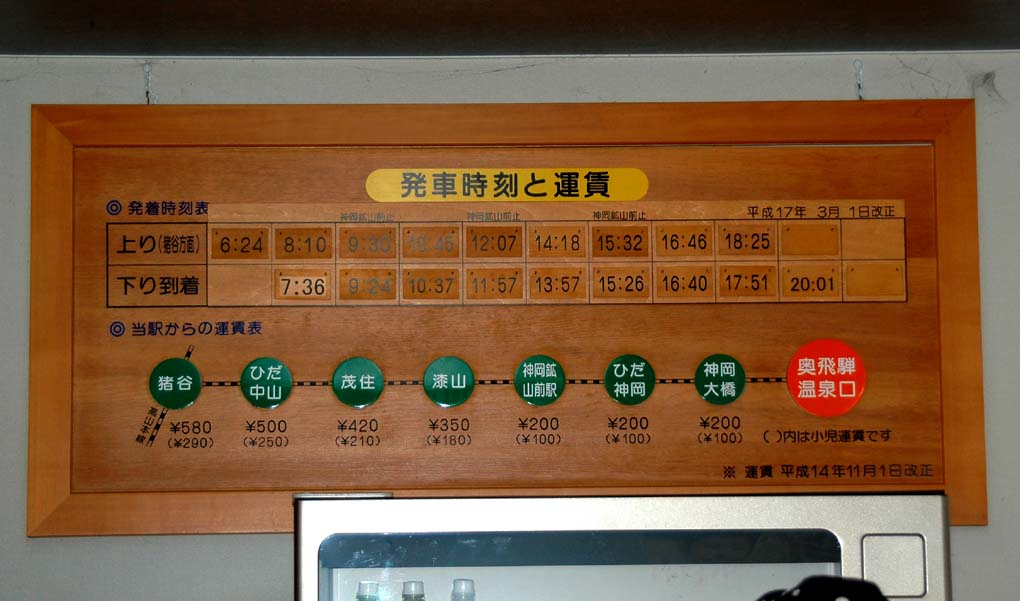 発車時刻と運賃
◎ 発着時刻表
神岡鉱山前止 神岡鉱山前止 神岡鉱山前止
平成17年 3月 1日改正
上り(猪谷方面) 6:24 8:10 9:30 10:45 12:07 14:18 15:32 16:46 18:25
下り到着 7:36 9:24 10:37 11:57 13:57 15:26 16:40 17:51 20:01
◎ 当駅からの運賃表
猪谷 ひだ中山 茂住 漆山 神岡鉱山前駅 ひだ神岡 神岡大橋 奥飛騨温泉口
高山本線
¥580 ¥500 ¥420 ¥350 ¥200 ¥200 ¥200
(¥290) (¥250) (¥210) (¥180) (¥100) (¥100) (¥100)
( )内は小児運賃です
※ 運賃 平成14年11月1日改正